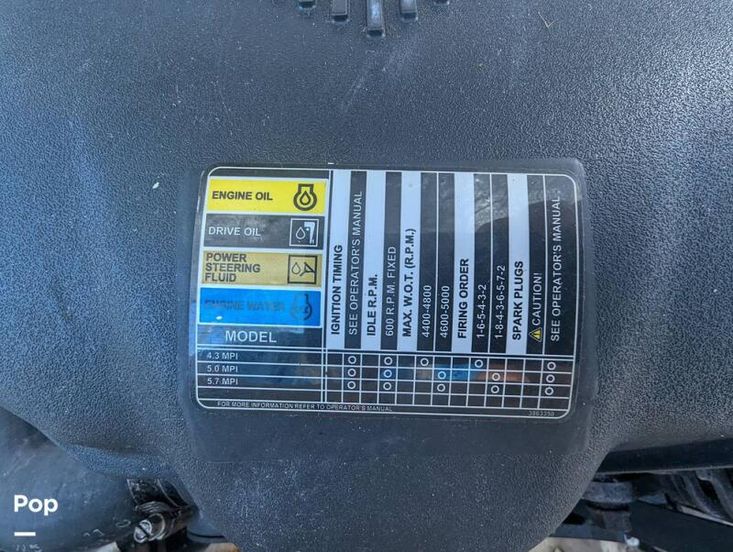 ENGINE OIL
DRIVE OIL
POWER
STEERING
FLUID
ENGINE WATER
MODEL
IGNITION TIMING
SEE OPERATOR'S MANUAL
IDLE R.P.M.
600 R.P.M. FIXED
MAX. W.O.T. (R.P.M.)
4400-4800
4600-5000
FIRING ORDER
1-6-5-4-3-2
1-8-4-3-6-5-7-2
SPARK PLUGS
CAUTION!
SEE OPERATOR'S MANUAL
4.3 MPI
5.0 MPI
5.7 MPI
FOR MORE INFORMATION REFER TO OPERATOR'S MANUAL
3863350
Pop